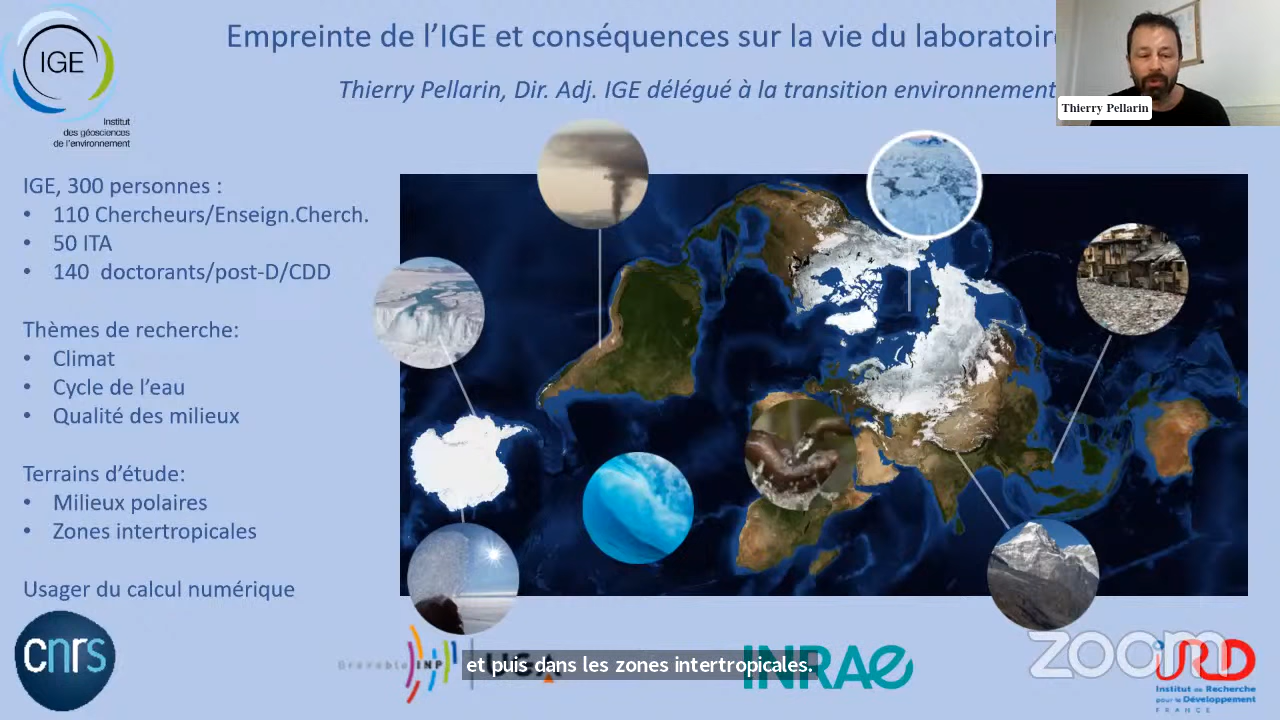 IGE
Institut
des géosciences
de l'environnement
Empreinte de l'IGE et conséquences sur la vie du laboratoire
Thierry Pellarin, Dir. Adj. IGE délégué à la transition environnement
Thierry Pellarin
IGE, 300 personnes :
• 110 Chercheurs/Enseign.Cherch.
• 50 ITA
• 140 doctorants/post-D/CDD
Thèmes de recherche:
• Climat
• Cycle de l'eau
• Qualité des milieux
Terrains d'étude:
• Milieux polaires
• Zones intertropicales
Usager du calcul numérique
cnrs
Grenoble INP
UGA
et puis dans les zones intertropicales.
INRAE
zoom
IRD
Institut de Recherche
pour le Développement
FRANCE